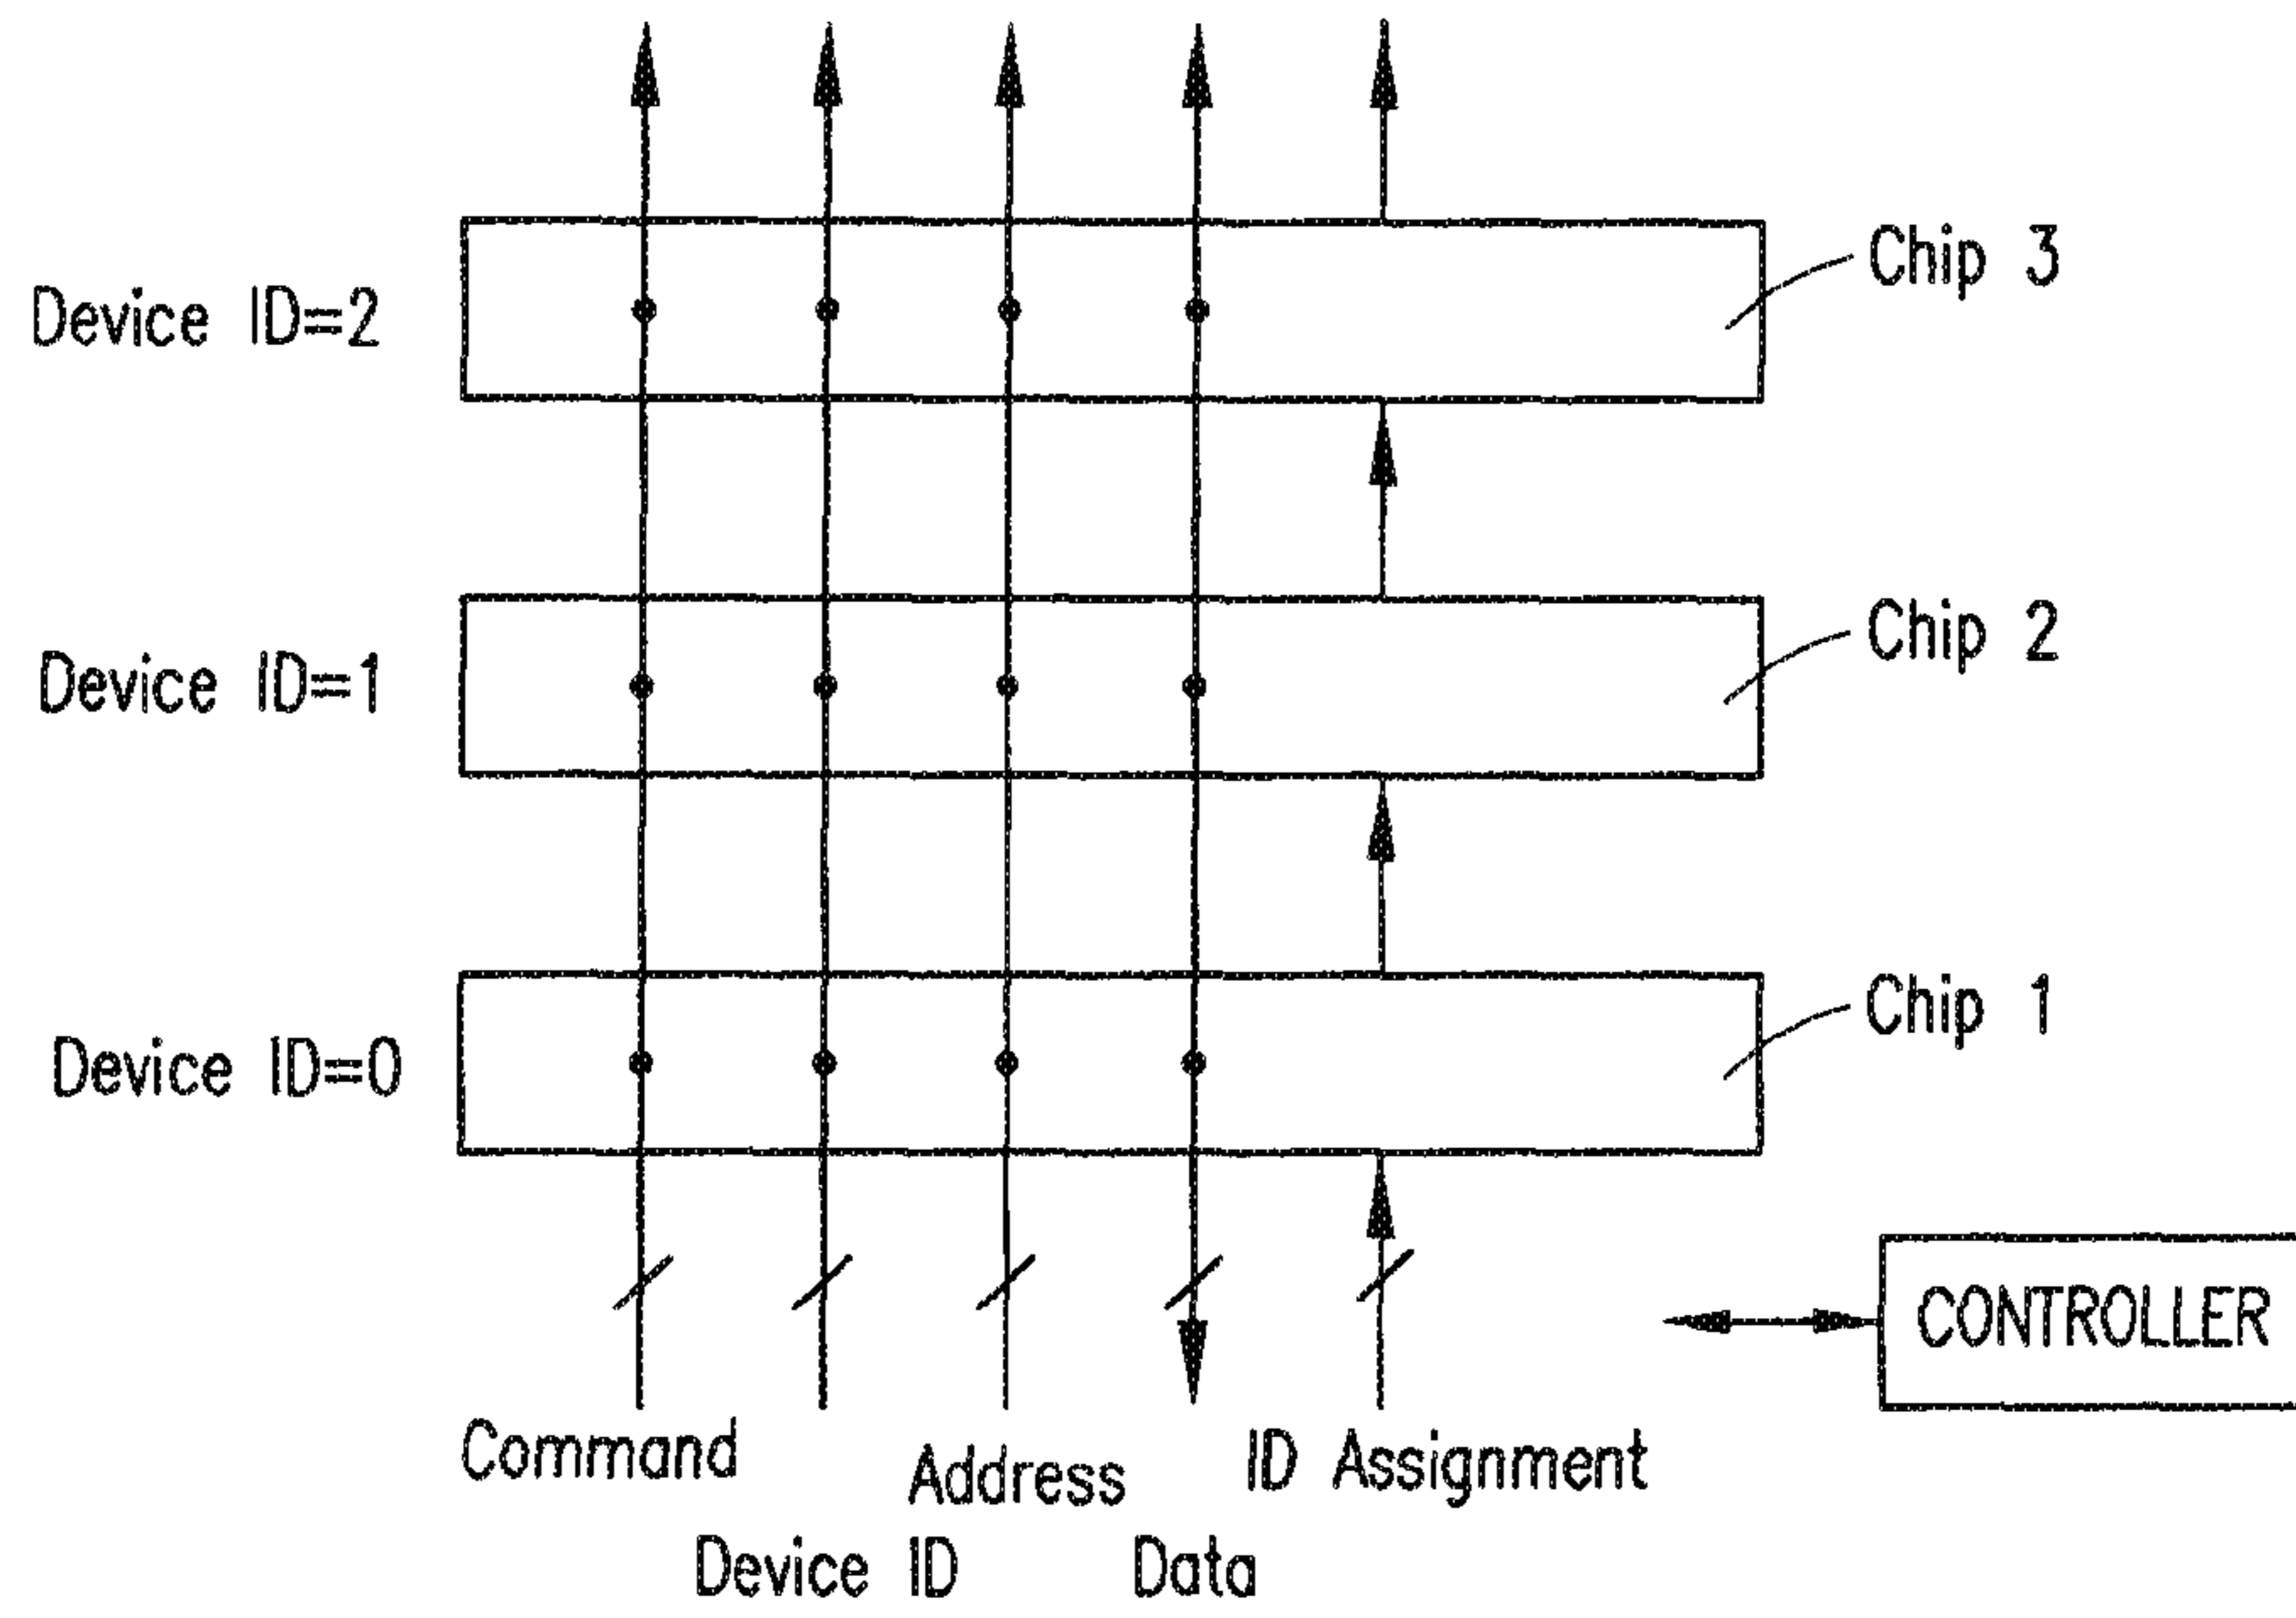 Chip 3
Device ID=2
Chip 2
Device ID=1
Chip 1
Device ID=0
CONTROLLER
Command
Address
ID Assignment
Device ID
Data